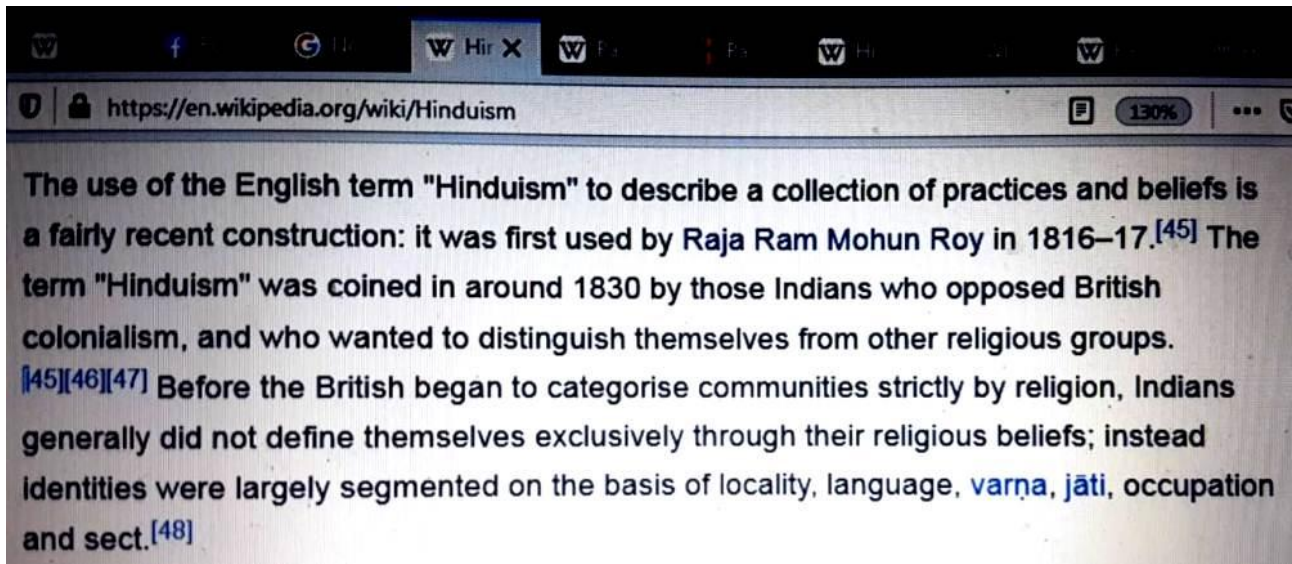 Hir
https://en.wikipedia.org/wiki/Hinduism
130%
The use of the English term "Hinduism" to describe a collection of practices and beliefs is
a fairly recent construction: it was first used by Raja Ram Mohun Roy in 1816–17.[45] The
term "Hinduism" was coined in around 1830 by those Indians who opposed British
colonialism, and who wanted to distinguish themselves from other religious groups.
[45][46][47] Before the British began to categorise communities strictly by religion, Indians
generally did not define themselves exclusively through their religious beliefs; instead
identities were largely segmented on the basis of locality, language, varṇa, jāti, occupation
and sect.[48]